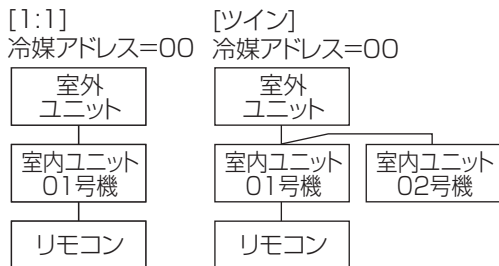 [1:1]
冷媒アドレス=00
室外
ユニット
室内ユニット
01号機
リモコン
[ツイン]
冷媒アドレス=00
室外
ユニット
室内ユニット
01号機
室内ユニット
02号機
リモコン